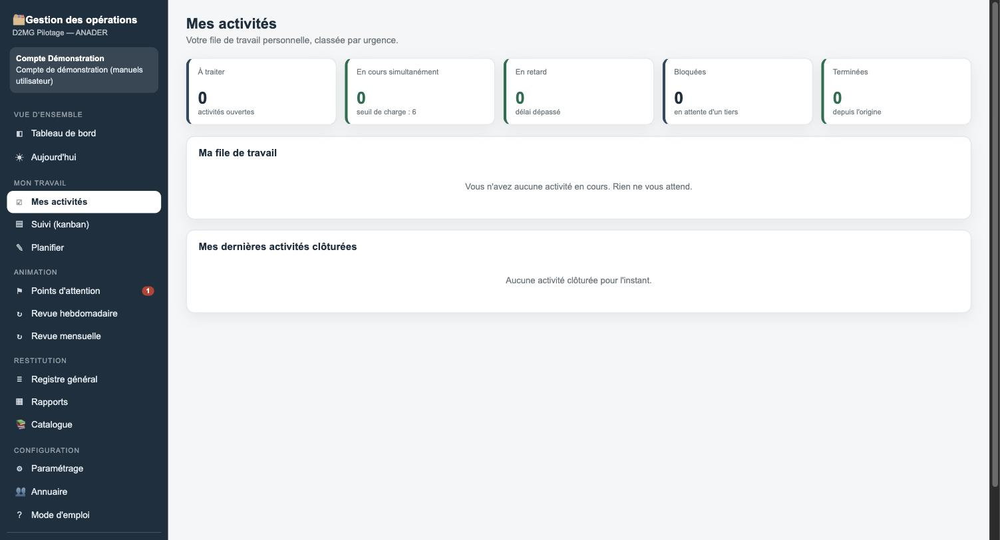 Gestion des opérations
D2MG Pilotage — ANADER
Compte Démonstration
Compte de démonstration (manuels
utilisateur)
VUE D'ENSEMBLE
Tableau de bord
Aujourd'hui
MON TRAVAIL
Mes activités
Suivi (kanban)
Planifier
ANIMATION
Points d'attention 1
Revue hebdomadaire
Revue mensuelle
RESTITUTION
Registre général
Rapports
Catalogue
CONFIGURATION
Paramétrage
Annuaire
? Mode d'emploi
Mes activités
Votre file de travail personnelle, classée par urgence.
À traiter
0
activités ouvertes
En cours simultanément
0
seuil de charge : 6
En retard
0
délai dépassé
Bloquées
0
en attente d'un tiers
Terminées
0
depuis l'origine
Ma file de travail
Vous n'avez aucune activité en cours. Rien ne vous attend.
Mes dernières activités clôturées
Aucune activité clôturée pour l'instant.